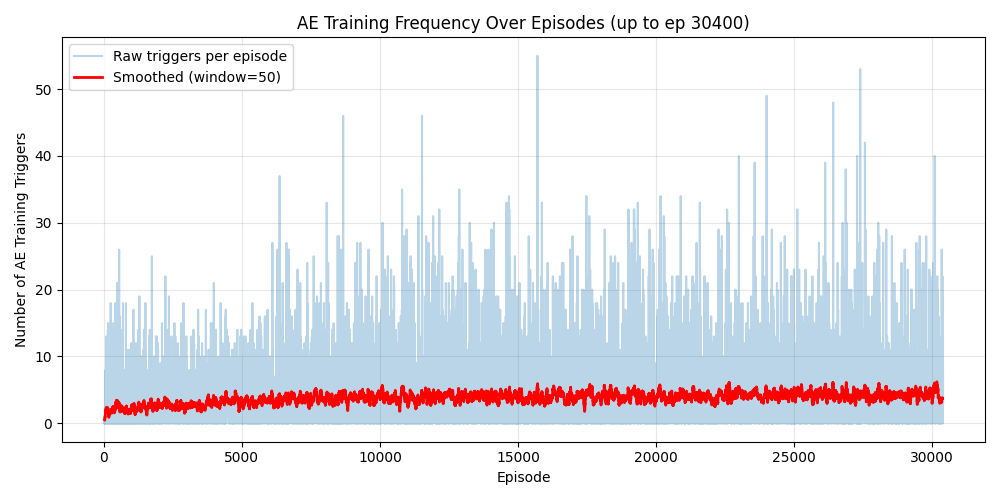 AE Training Frequency Over Episodes (up to ep 30400)
Raw triggers per episode
Smoothed (window=50)
Number of AE Training Triggers
50
40
30
20
10
0
0 5000 10000 15000 20000 25000 30000
Episode